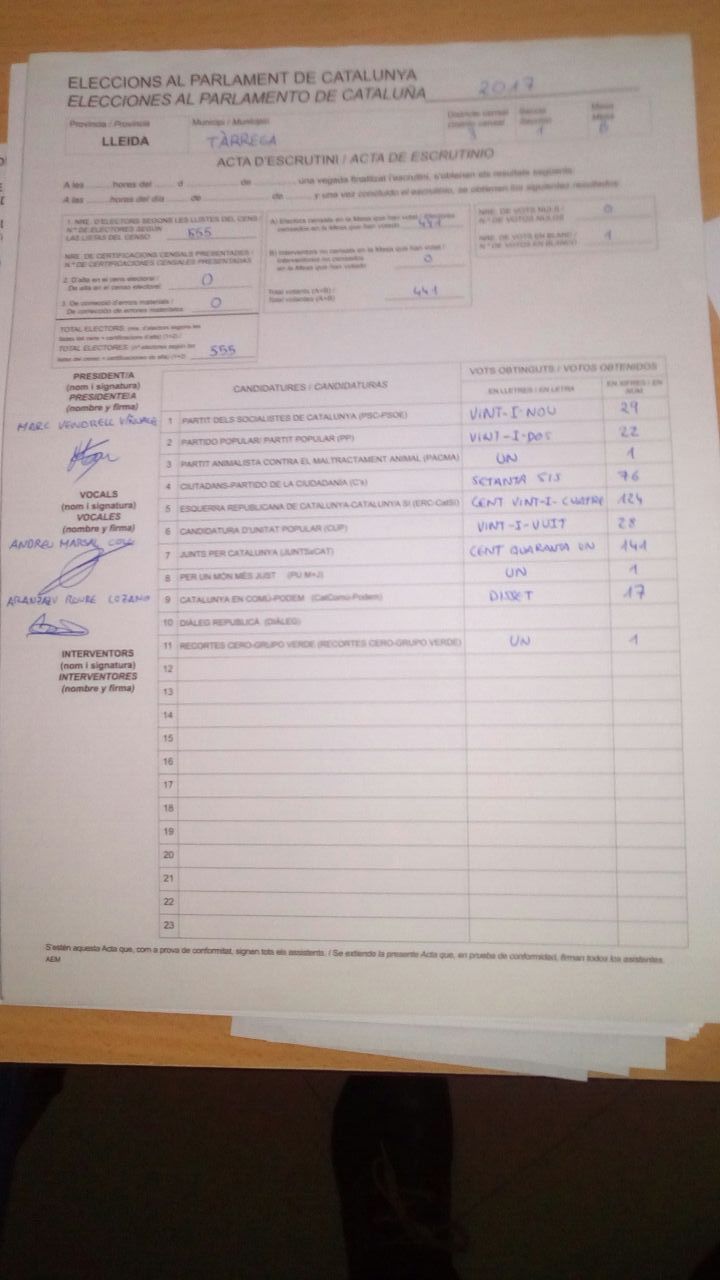 ELECCIONS AL PARLAMENT DE CATALUNYA
ELECCIONES AL PARLAMENTO DE CATALUÑA 2017
Província / Provincia Municipi / Municipio Districte censal Secció Mesa
Distrito censal Sección Mesa
LLEIDA TÀRREGA 3 1 B
ACTA D'ESCRUTINI / ACTA DE ESCRUTINIO
A les ........ hores del ........ d ........ de ........, una vegada finalitzat l'escrutini, s'obtenen els resultats següents:
A las ........ horas del día ........ de ........ de ........ y una vez concluido el escrutinio, se obtienen los siguientes resultados:
1. NRE. D'ELECTORS SEGONS LES LLISTES DEL CENS
N.º DE ELECTORES SEGÚN
LAS LISTAS DEL CENSO 555
NRE. DE CERTIFICACIONS CENSALS PRESENTADES /
N.º DE CERTIFICACIONES CENSALES PRESENTADAS
2. D'alta en el cens electoral /
De alta en el censo electoral: 0
3. De correcció d'errors materials /
De corrección de errores materiales: 0
TOTAL ELECTORS: (nre. d'electors segons les
llistes del cens + certificacions d'alta) (1+2) /
TOTAL ELECTORES: (nº electores según las
listas del censo + certificaciones de alta) (1+2) 555
A) Electors censats en la Mesa que han votat / Electores
censados en la Mesa que han votado 441
B) Interventors no censats en la Mesa que han votat /
Interventores no censados
en la Mesa que han votado 0
Total votants (A+B) /
Total votantes (A+B) 441
NRE. DE VOTS NULS /
N.º DE VOTOS NULOS 0
NRE. DE VOTS EN BLANC /
N.º DE VOTOS EN BLANCO 1
PRESIDENT/A
(nom i signatura)
PRESIDENTE/A
(nombre y firma)
MARC VENDRELL
VOCALS
(nom i signatura)
VOCALES
(nombre y firma)
ANDREU MARSAL COLL
ARANZAZU ROURE LOZANO
INTERVENTORS
(nom i signatura)
INTERVENTORES
(nombre y firma)
CANDIDATURES / CANDIDATURAS VOTS OBTINGUTS / VOTOS OBTENIDOS
EN LLETRES / EN LETRA EN XIFRES / EN NÚM.
1 PARTIT DELS SOCIALISTES DE CATALUNYA (PSC-PSOE) VINT-I-NOU 29
2 PARTIDO POPULAR/ PARTIT POPULAR (PP) VINT-I-DOS 22
3 PARTIT ANIMALISTA CONTRA EL MALTRACTAMENT ANIMAL (PACMA) UN 1
4 CIUTADANS-PARTIDO DE LA CIUDADANÍA (C's) SETANTA SIS 76
5 ESQUERRA REPUBLICANA DE CATALUNYA-CATALUNYA SÍ (ERC-CatSí) CENT VINT-I-CUATRE 124
6 CANDIDATURA D'UNITAT POPULAR (CUP) VINT-I-VUIT 28
7 JUNTS PER CATALUNYA (JUNTSxCAT) CENT QUARANTA UN 141
8 PER UN MÓN MÉS JUST (PU M+J) UN 1
9 CATALUNYA EN COMÚ-PODEM (CatComú-Podem) DISSET 17
10 DIÀLEG REPUBLICÀ (DIÀLEG)
11 RECORTES CERO-GRUPO VERDE (RECORTES CERO-GRUPO VERDE) UN 1
12
13
14
15
16
17
18
19
20
21
22
23
S'estén aquesta Acta que, com a prova de conformitat, signen tots els assistents. / Se extiende la presente Acta que, en prueba de conformidad, firman todos los asistentes.
AEM